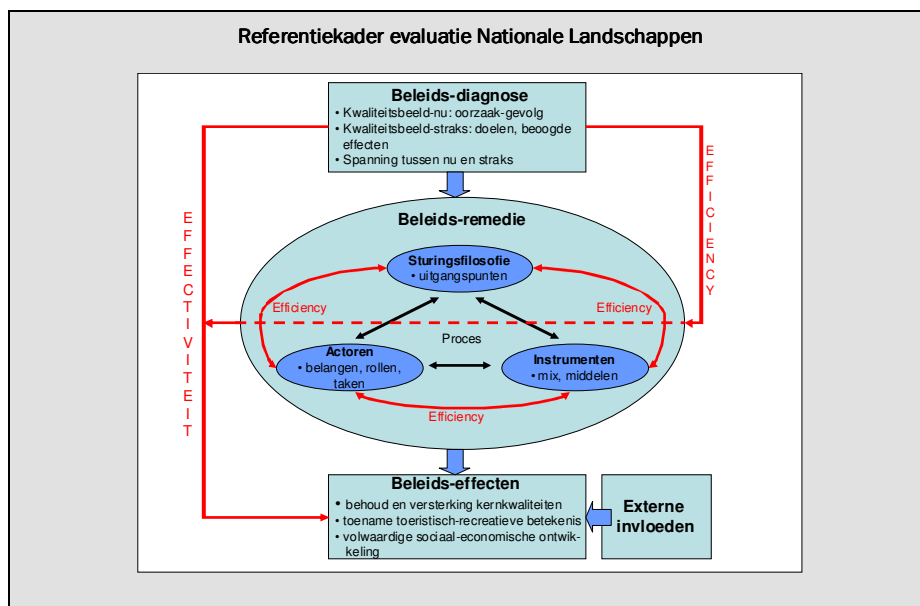 Referentiekader evaluatie Nationale Landschappen
Beleids-diagnose
• Kwaliteitsbeeld-nu: oorzaak-gevolg
• Kwaliteitsbeeld-straks: doelen, beoogde
effecten
• Spanning tussen nu en straks
EFFECTIVITEIT
EFFICIENCY
Beleids-remedie
Sturingsfilosofie
• uitgangspunten
Efficiency
Efficiency
Proces
Actoren
• belangen, rollen,
taken
Instrumenten
• mix, middelen
Efficiency
Beleids-effecten
• behoud en versterking kernkwaliteiten
• toename toeristisch-recreatieve betekenis
• volwaardige sociaal-economische ontwik-
keling
Externe
invloeden